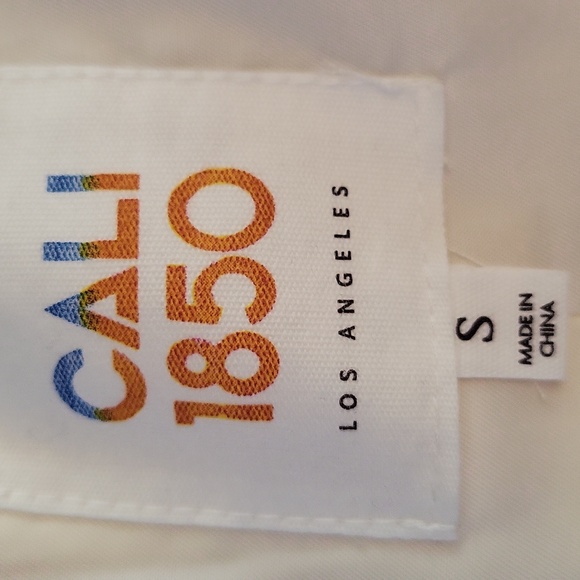 CALI
1850
LOS ANGELES
S
MADE IN
CHINA